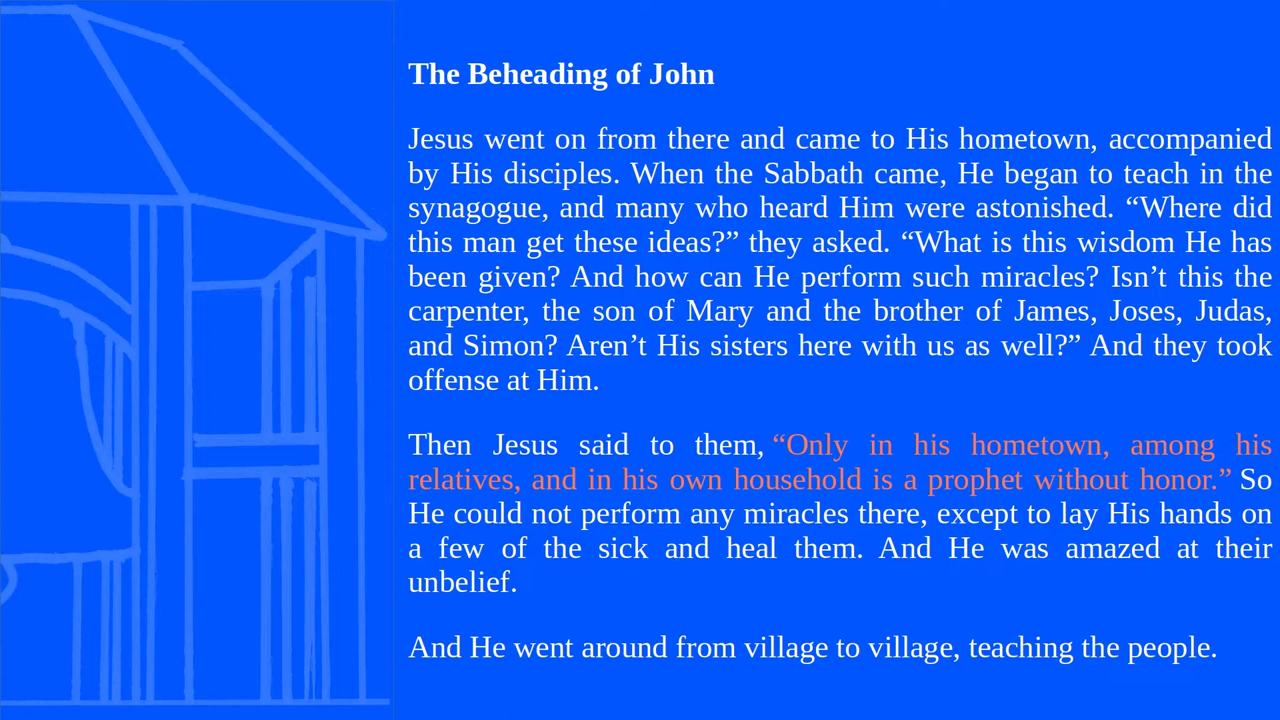 The Beheading of John
Jesus went on from there and came to His hometown, accompanied
by His disciples. When the Sabbath came, He began to teach in the
synagogue, and many who heard Him were astonished. “Where did
this man get these ideas?” they asked. “What is this wisdom He has
been given? And how can He perform such miracles? Isn’t this the
carpenter, the son of Mary and the brother of James, Joses, Judas,
and Simon? Aren’t His sisters here with us as well?” And they took
offense at Him.
Then Jesus said to them, “Only in his hometown, among his
relatives, and in his own household is a prophet without honor.” So
He could not perform any miracles there, except to lay His hands on
a few of the sick and heal them. And He was amazed at their
unbelief.
And He went around from village to village, teaching the people.